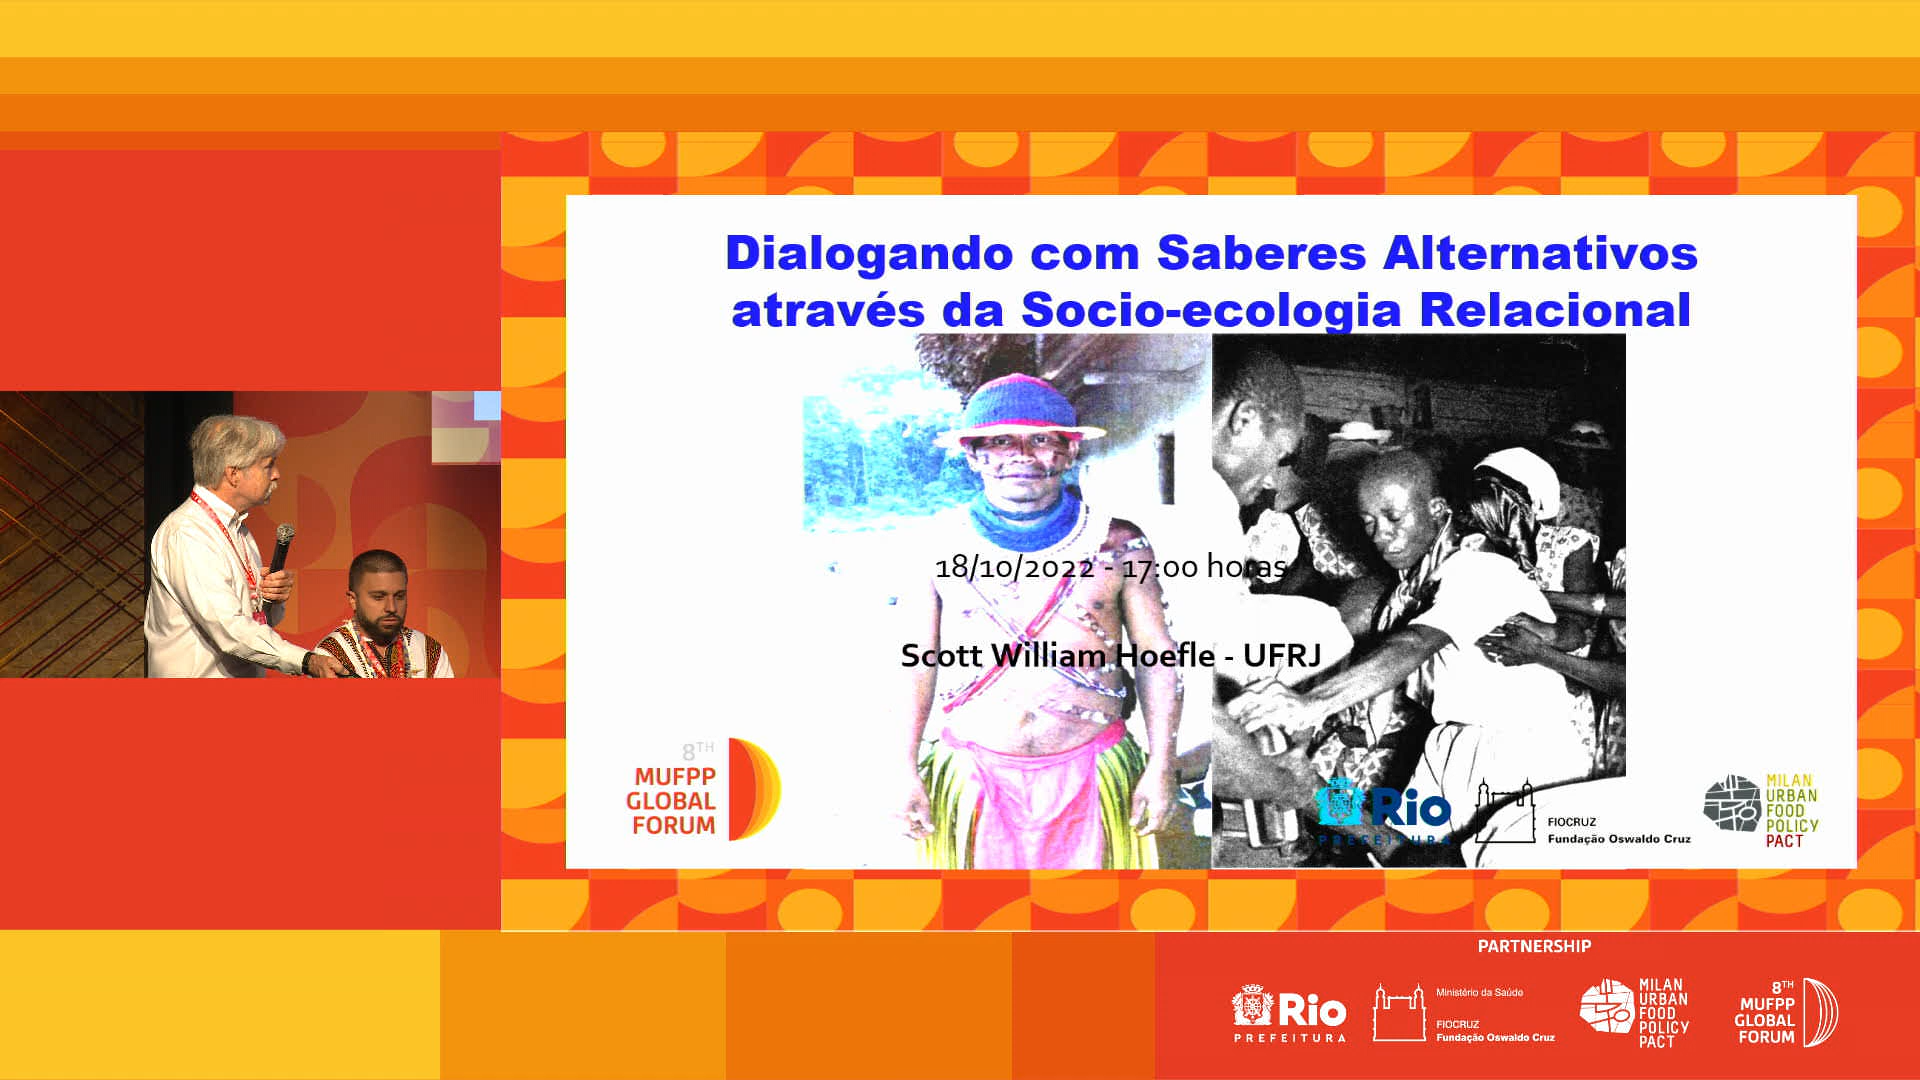 Dialogando com Saberes Alternativos
através da Socio-ecologia Relacional
18/10/2022 - 17:00 horas
Scott William Hoefle - UFRJ
8TH
MUFPP
GLOBAL
FORUM
Rio
PREFEITURA
FIOCRUZ
Fundação Oswaldo Cruz
MILAN
URBAN
FOOD
POLICY
PACT
PARTNERSHIP
Rio
PREFEITURA
Ministério da Saúde
FIOCRUZ
Fundação Oswaldo Cruz
MILAN
URBAN
FOOD
POLICY
PACT
8TH
MUFPP
GLOBAL
FORUM